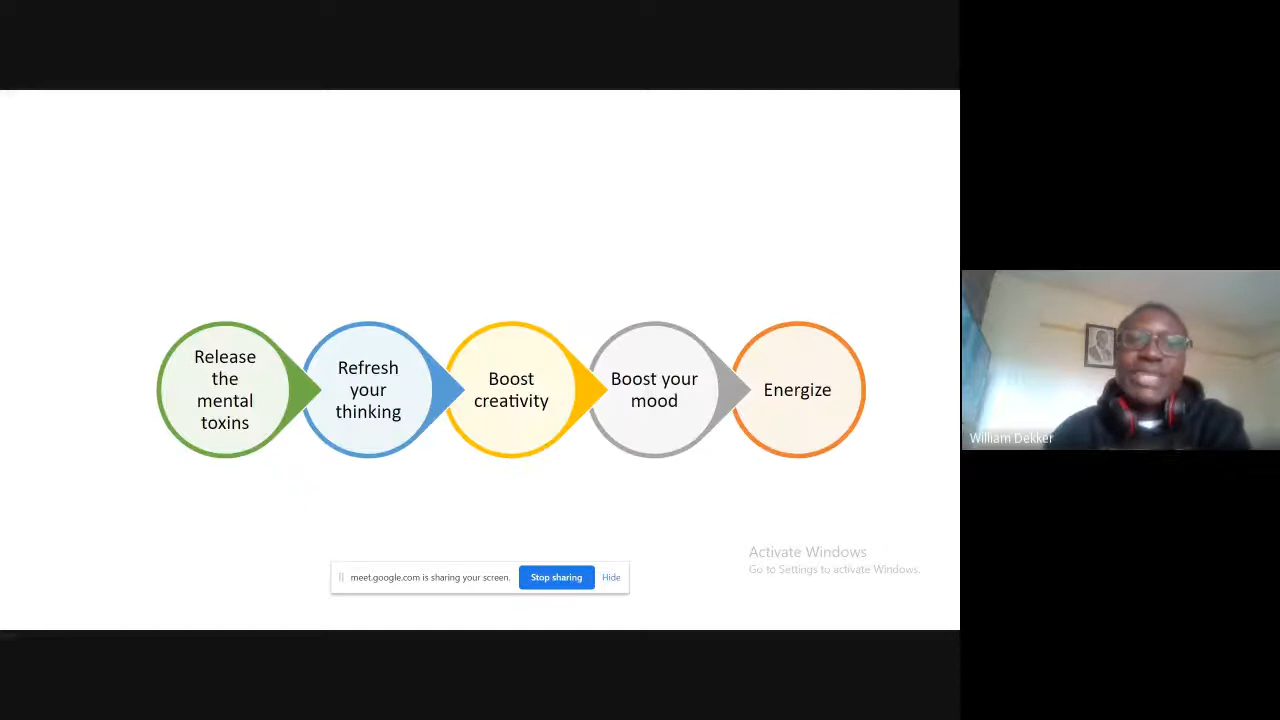 Release
the
mental
toxins
Refresh
your
thinking
Boost
creativity
Boost your
mood
Energize
William Dekker
Activate Windows
Go to Settings to activate Windows.
meet.google.com is sharing your screen.
Stop sharing
Hide